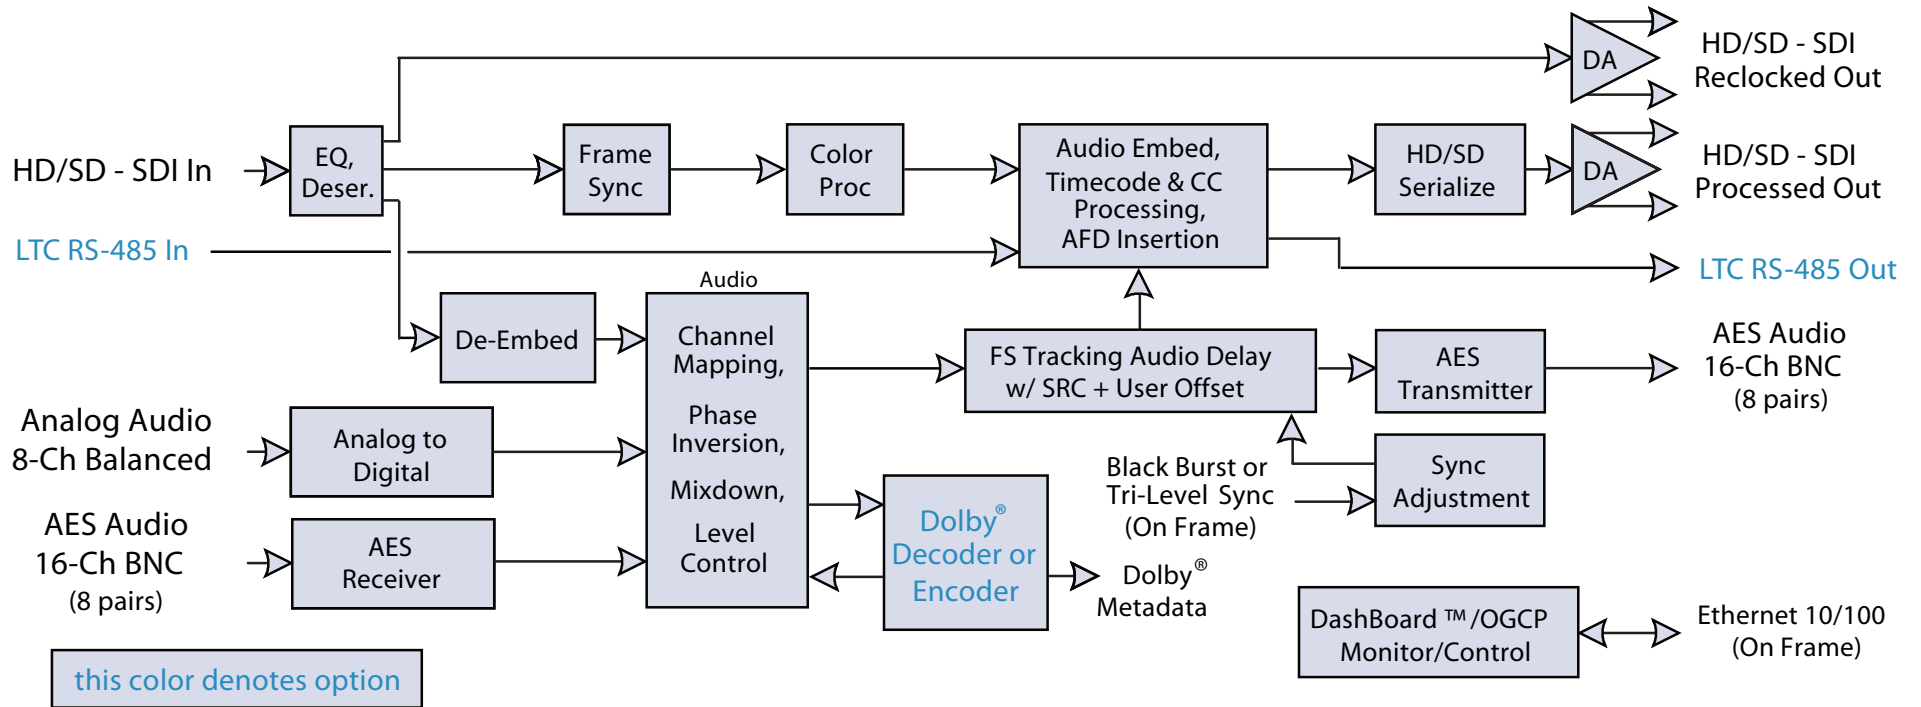 HD/SD - SDI In
EQ,
Deser.
Frame
Sync
Color
Proc
Audio Embed,
Timecode & CC
Processing,
AFD Insertion
HD/SD
Serialize
DA
HD/SD - SDI
Reclocked Out
DA
HD/SD - SDI
Processed Out
LTC RS-485 In
LTC RS-485 Out
Audio
De-Embed
Channel
Mapping,
Phase
Inversion,
Mixdown,
Level
Control
FS Tracking Audio Delay
w/ SRC + User Offset
AES
Transmitter
AES Audio
16-Ch BNC
(8 pairs)
Analog Audio
8-Ch Balanced
Analog to
Digital
Black Burst or
Tri-Level Sync
(On Frame)
Sync
Adjustment
AES Audio
16-Ch BNC
(8 pairs)
AES
Receiver
Dolby®
Decoder or
Encoder
Dolby®
Metadata
DashBoard ™/OGCP
Monitor/Control
Ethernet 10/100
(On Frame)
this color denotes option